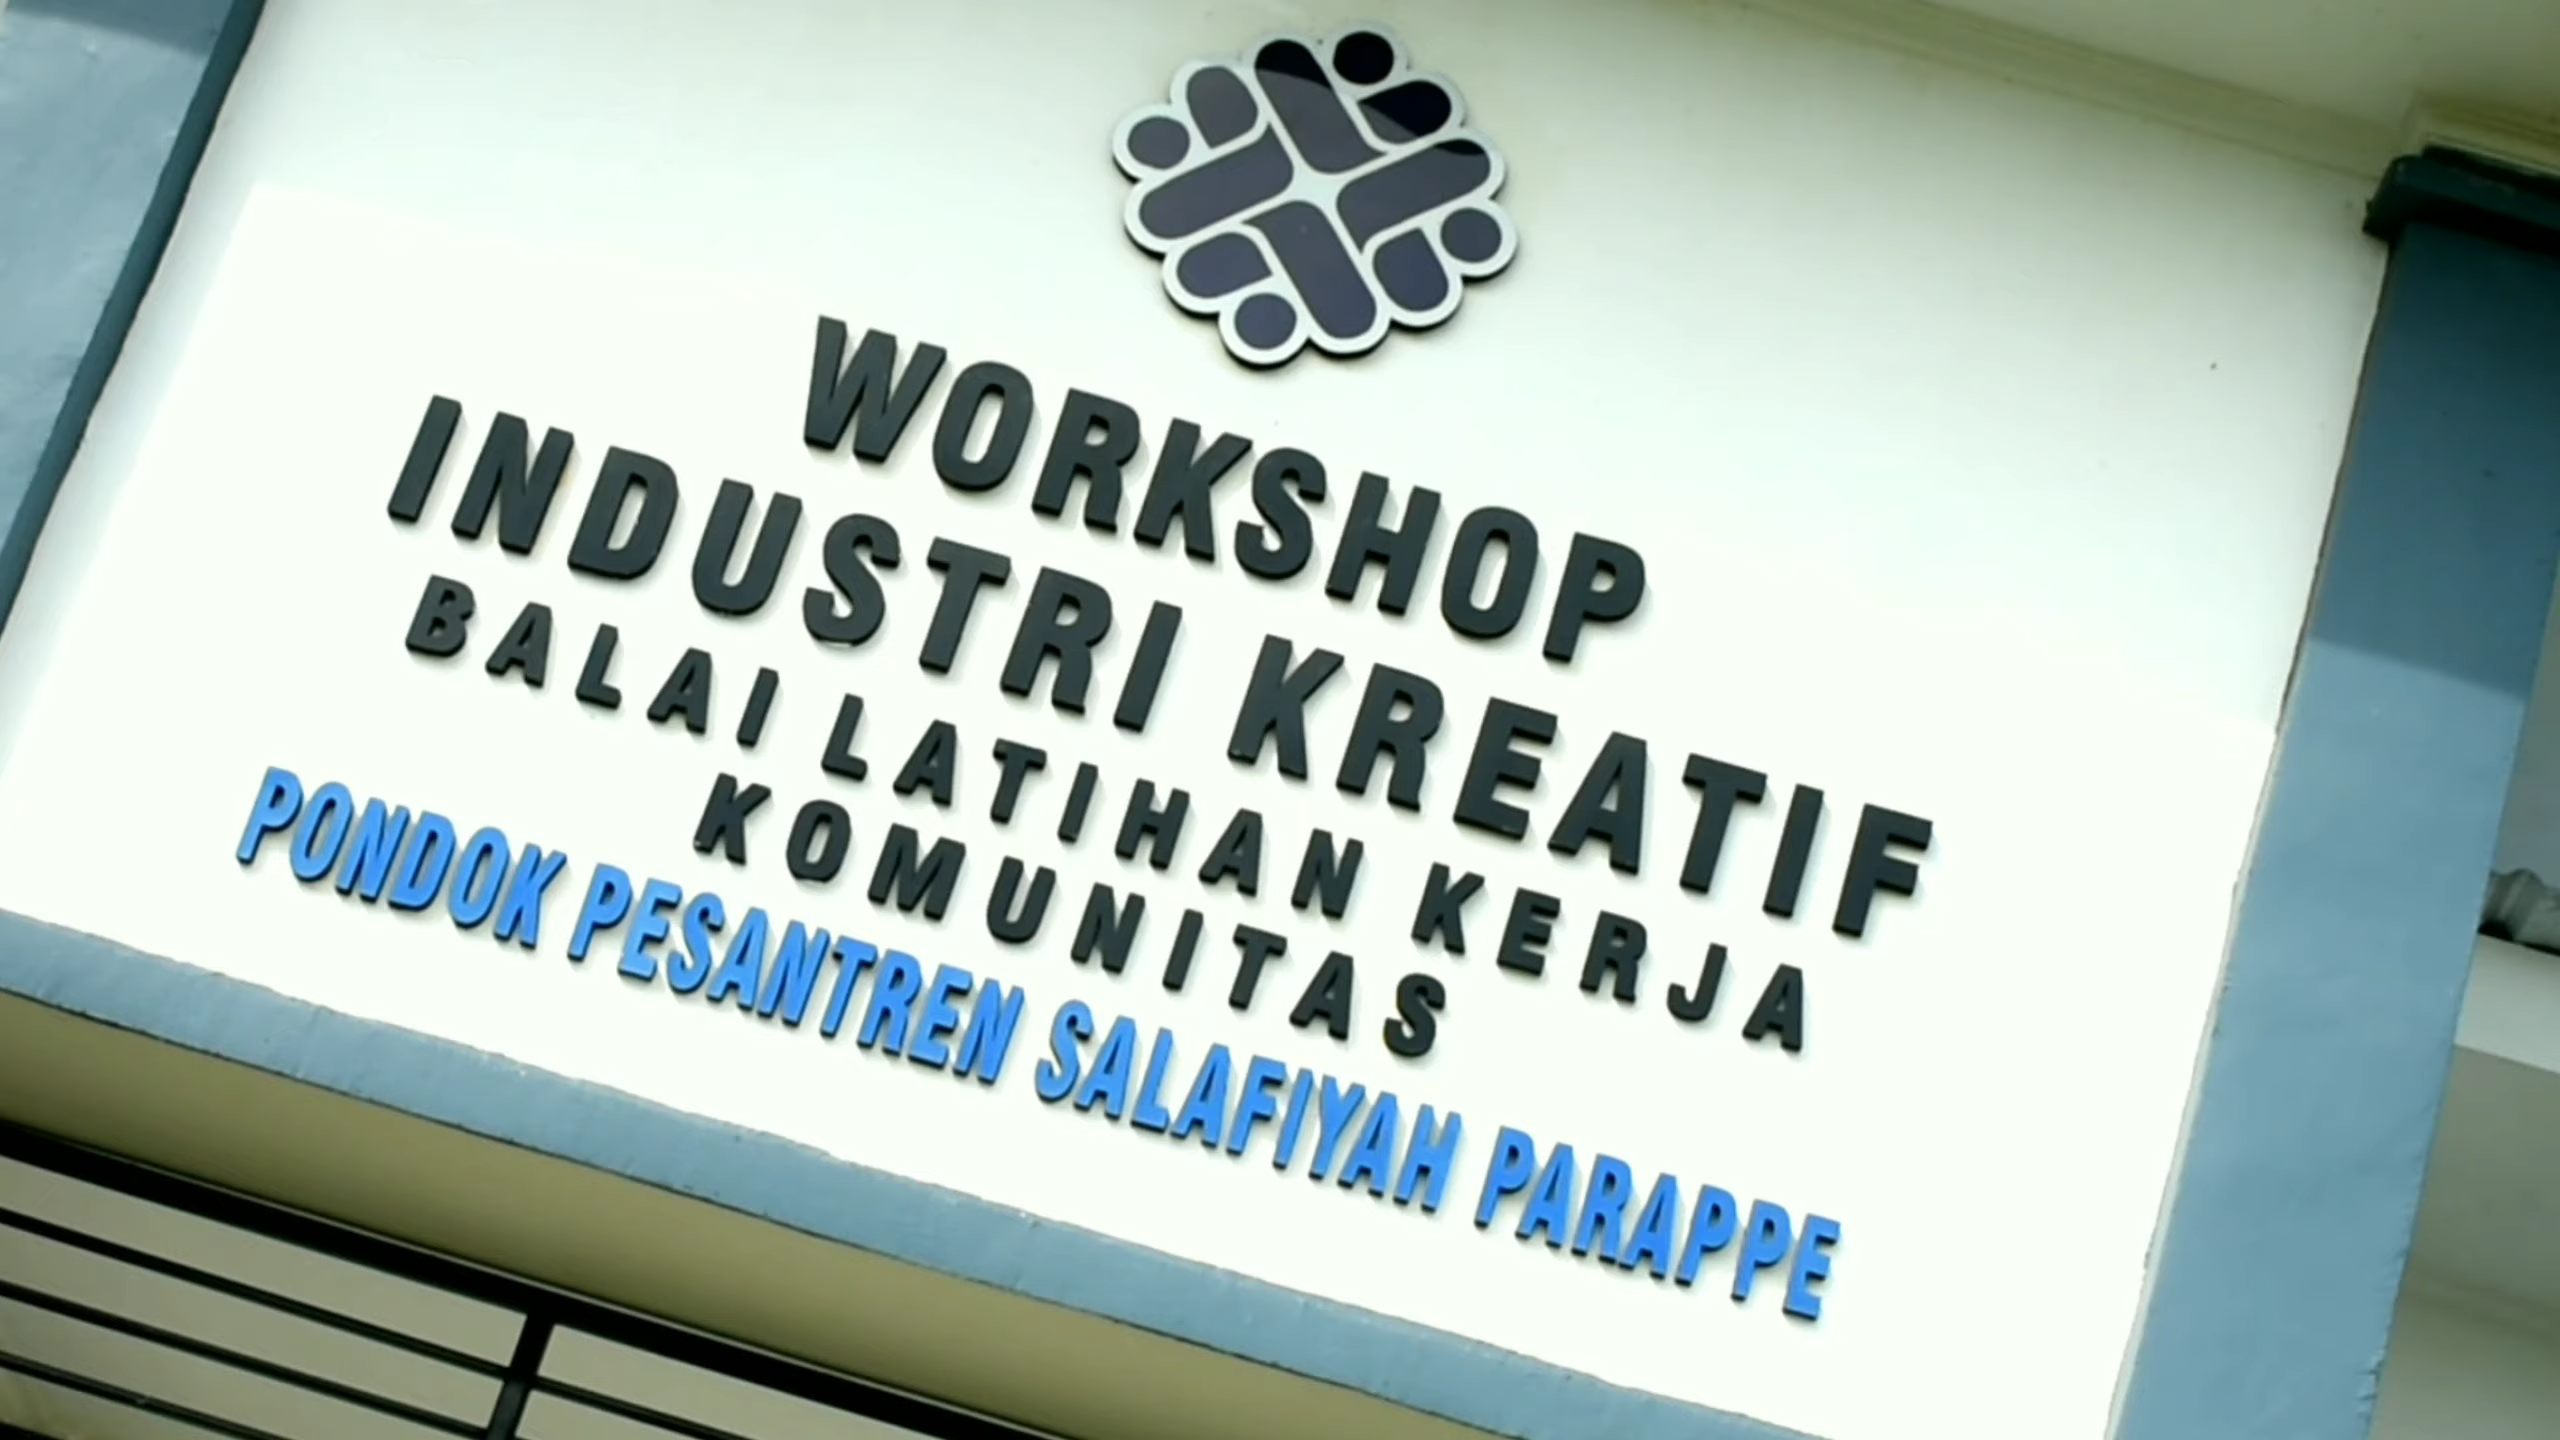 WORKSHOP
INDUSTRI KREATIF
BALAI LATIHAN KERJA
KOMUNITAS
PONDOK PESANTREN SALAFIYAH PARAPPE